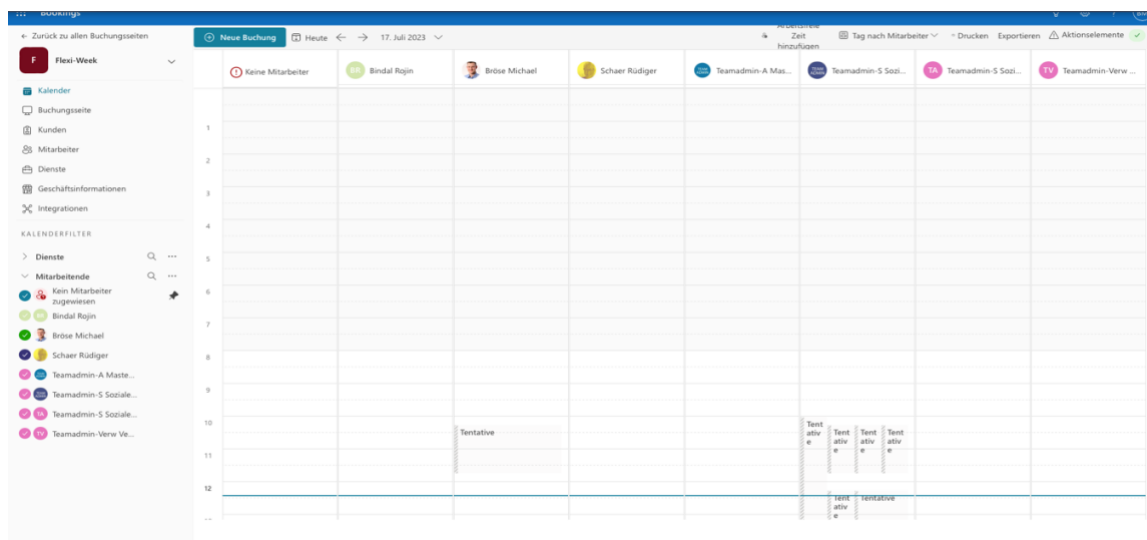 Bookings
← Zurück zu allen Buchungsseiten
Neue Buchung
Heute
17. Juli 2023
Arbeitsfreie
Zeit
hinzufügen
Tag nach Mitarbeiter
Drucken
Exportieren
Aktionselemente
F
Flexi-Week
Keine Mitarbeiter
BR
Bindal Rojin
Bröse Michael
Schaer Rüdiger
Teamadmin-A Mas...
Teamadmin-S Sozi...
TA
Teamadmin-S Sozi...
TV
Teamadmin-Verw ...
Kalender
Buchungsseite
Kunden
Mitarbeiter
Dienste
Geschäftsinformationen
Integrationen
KALENDERFILTER
Dienste
Mitarbeitende
Kein Mitarbeiter
zugewiesen
BR
Bindal Rojin
Bröse Michael
Schaer Rüdiger
Teamadmin-A Maste...
Teamadmin-S Soziale...
TA
Teamadmin-S Soziale...
TV
Teamadmin-Verw Ve...
1
2
3
4
5
6
7
8
9
10
11
12
Tentative
Tent
ativ
e
Tent
ativ
e
Tent
ativ
e
Tent
ativ
e
Tent
ativ
e
Tentative